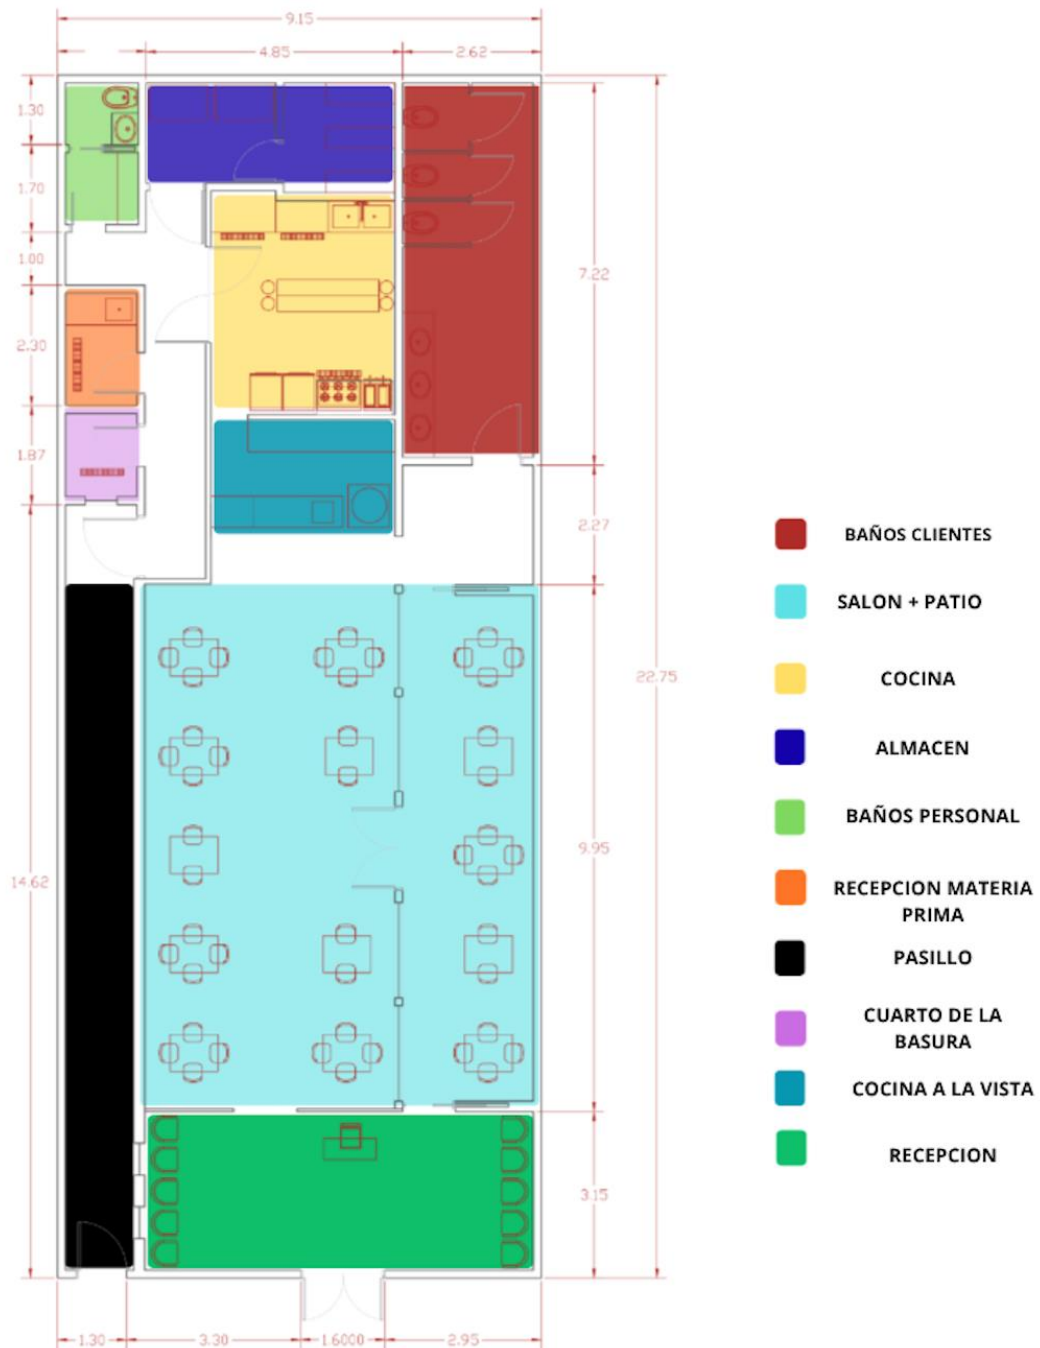 9.15
4.85
2.62
1.30
1.70
1.00
7.22
2.30
1.87
2.27
BAÑOS CLIENTES
SALON + PATIO
22.75
COCINA
ALMACEN
BAÑOS PERSONAL
9.95
14.62
RECEPCION MATERIA
PRIMA
PASILLO
CUARTO DE LA
BASURA
COCINA A LA VISTA
RECEPCION
3.15
1.30
3.30
1.6000
2.95